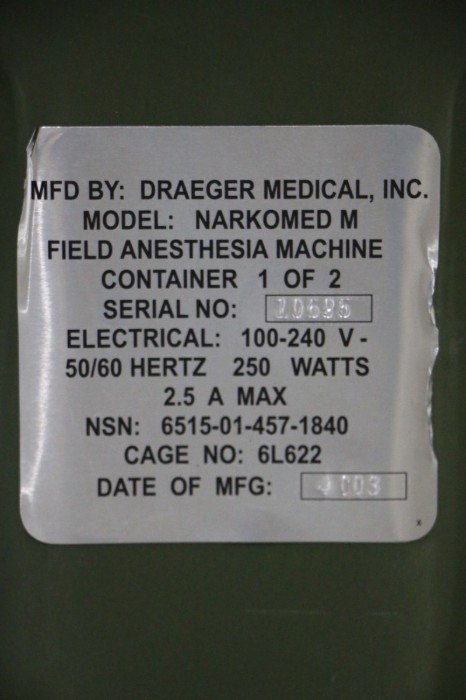 MFD BY: DRAEGER MEDICAL, INC.
MODEL: NARKOMED M
FIELD ANESTHESIA MACHINE
CONTAINER 1 OF 2
SERIAL NO:
ELECTRICAL: 100-240 V -
50/60 HERTZ 250 WATTS
2.5 A MAX
NSN: 6515-01-457-1840
CAGE NO: 6L622
DATE OF MFG:
x